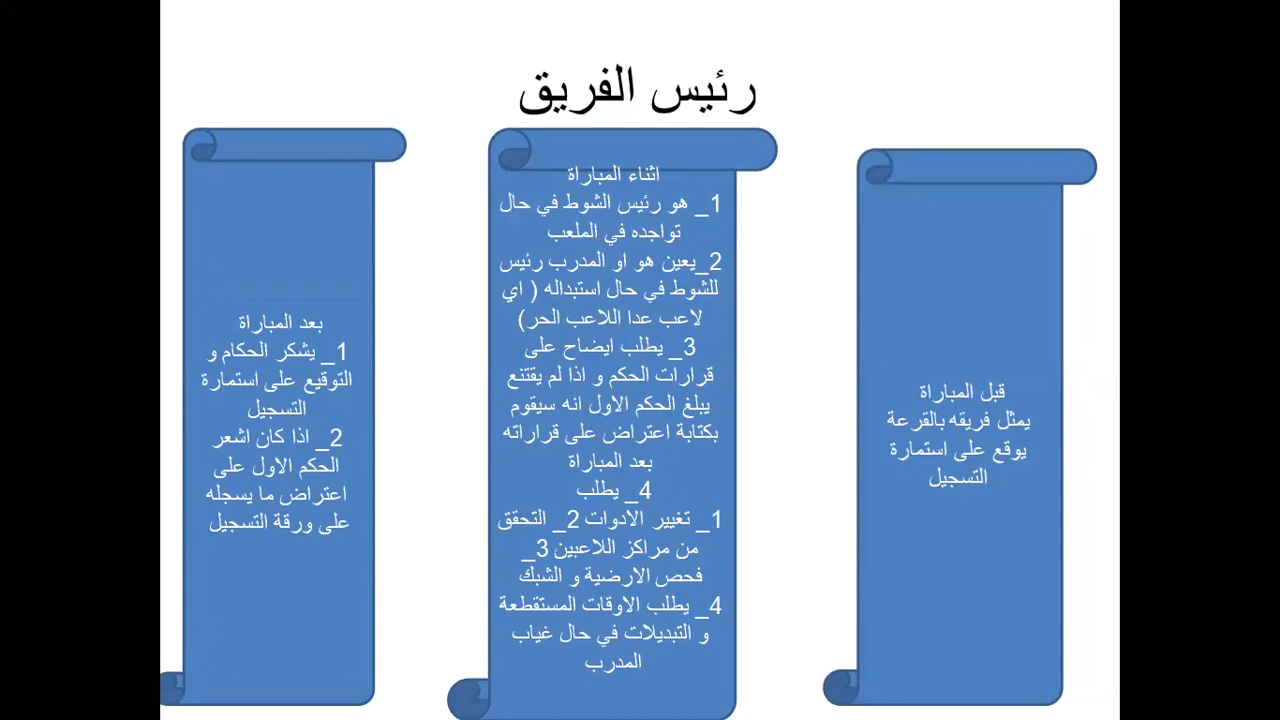 رئيس الفريق
قبل المباراة
يمثل فريقه بالقرعة
يوقع على استمارة
التسجيل
اثناء المباراة
1_ هو رئيس الشوط في حال
تواجده في الملعب
2_يعين هو او المدرب رئيس
للشوط في حال استبداله ( اي
لاعب عدا اللاعب الحر)
3_ يطلب ايضاح على
قرارات الحكم و اذا لم يقتنع
يبلغ الحكم الاول انه سيقوم
بكتابة اعتراض على قراراته
بعد المباراة
4_ يطلب
1_ تغيير الادوات 2_ التحقق
من مراكز اللاعبين 3_
فحص الارضية و الشبك
4_ يطلب الاوقات المستقطعة
و التبديلات في حال غياب
المدرب
بعد المباراة
1_ يشكر الحكام و
التوقيع على استمارة
التسجيل
2_ اذا كان اشعر
الحكم الاول على
اعتراض ما يسجله
على ورقة التسجيل